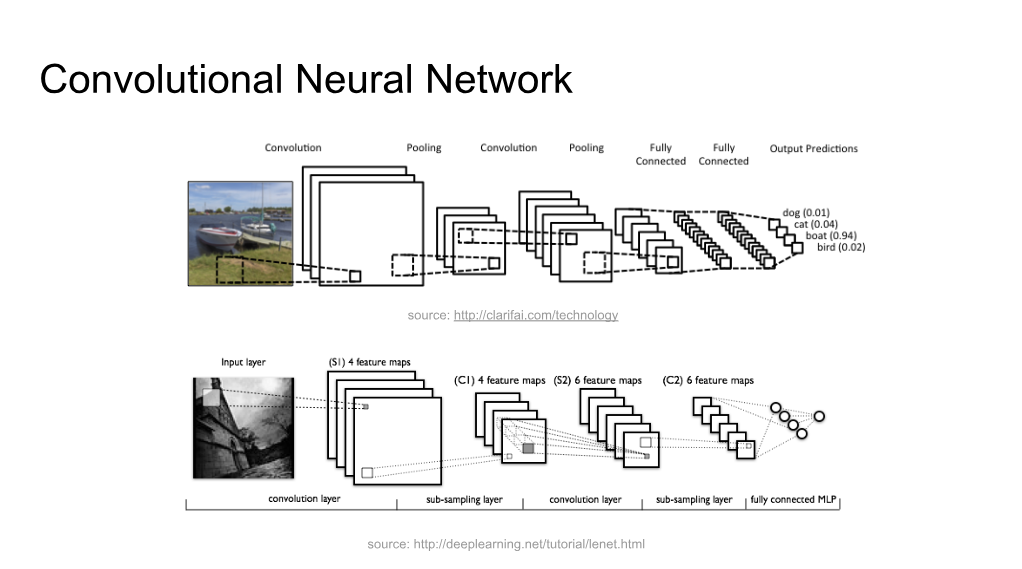 Convolutional Neural Network
Convolution Pooling Convolution Pooling Fully Connected Fully Connected Output Predictions
dog (0.01)
cat (0.04)
boat (0.94)
bird (0.02)
source: http://clarifai.com/technology
Input layer (S1) 4 feature maps
(C1) 4 feature maps (S2) 6 feature maps (C2) 6 feature maps
convolution layer sub-sampling layer convolution layer sub-sampling layer fully connected MLP
source: http://deeplearning.net/tutorial/lenet.html